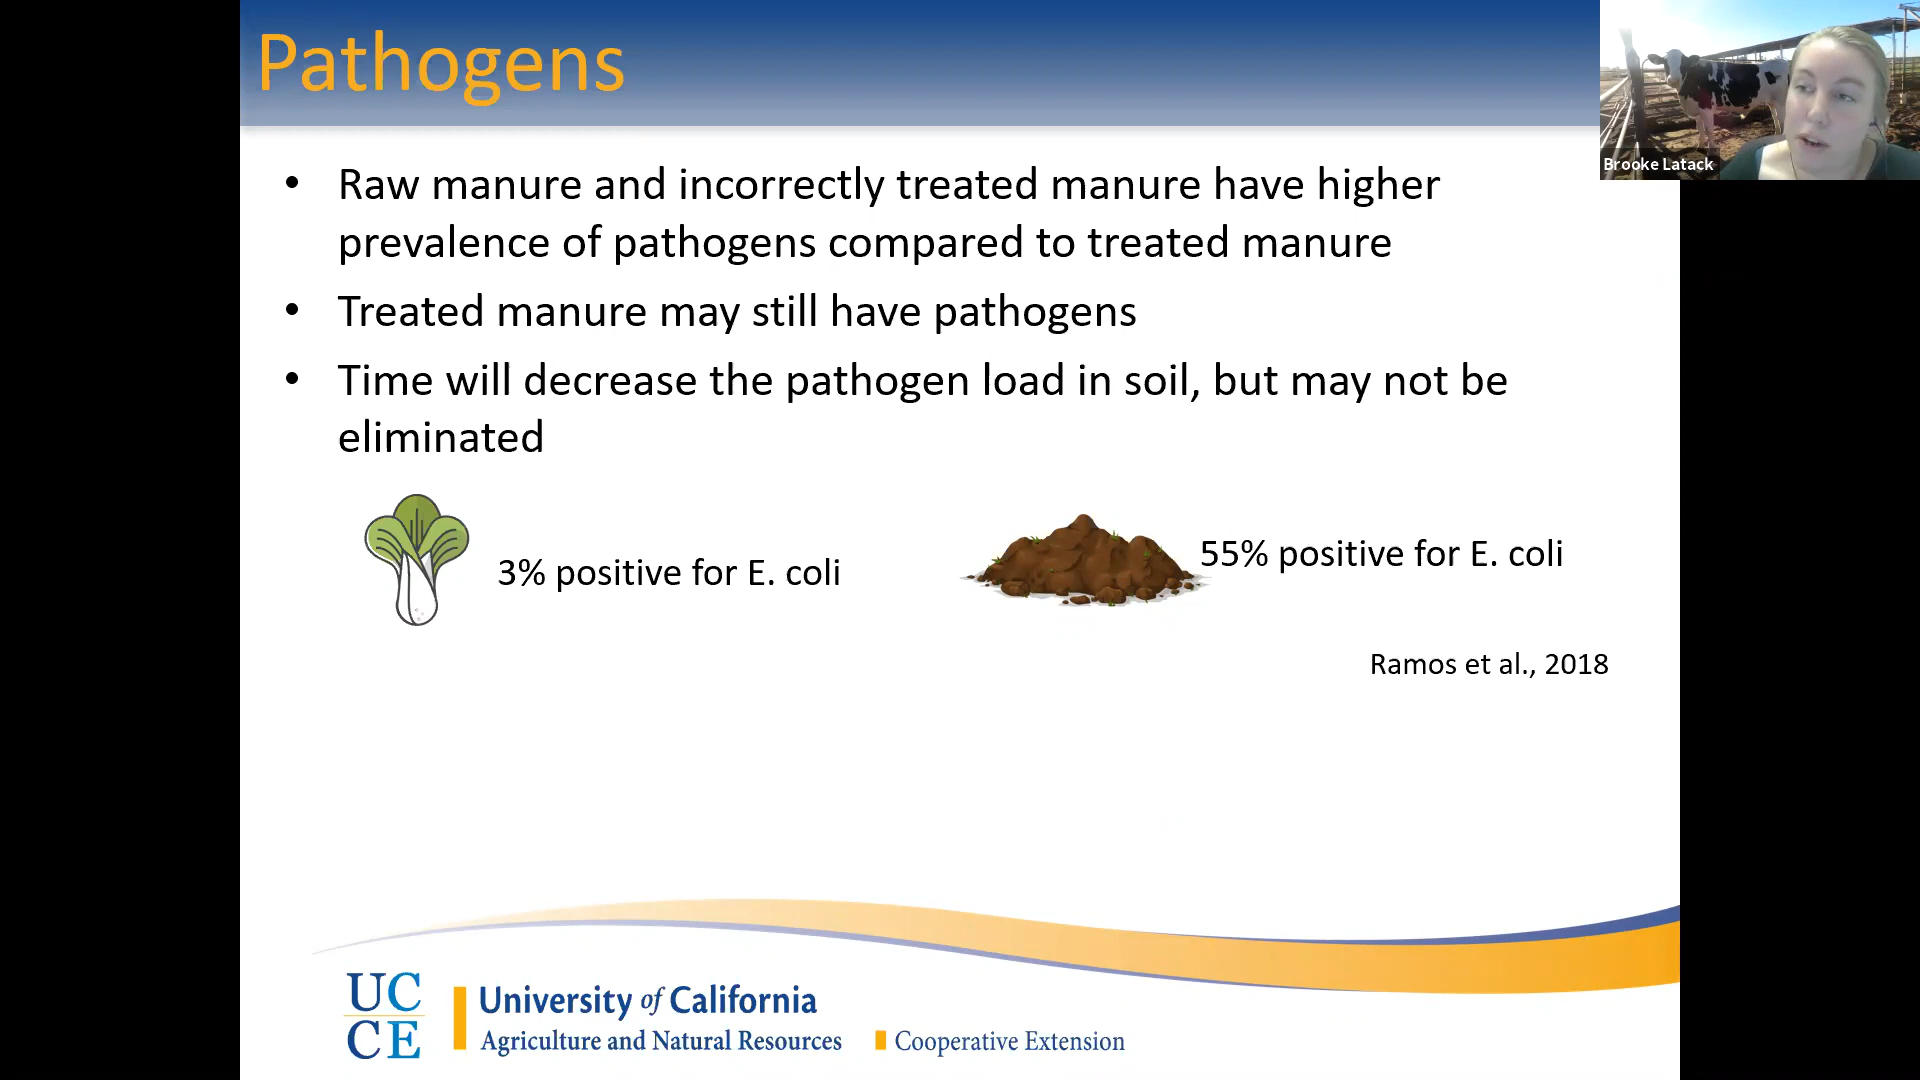 Pathogens
Brooke Latack
• Raw manure and incorrectly treated manure have higher
prevalence of pathogens compared to treated manure
• Treated manure may still have pathogens
• Time will decrease the pathogen load in soil, but may not be
eliminated
3% positive for E. coli
55% positive for E. coli
Ramos et al., 2018
UC
CE
University of California
Agriculture and Natural Resources
Cooperative Extension